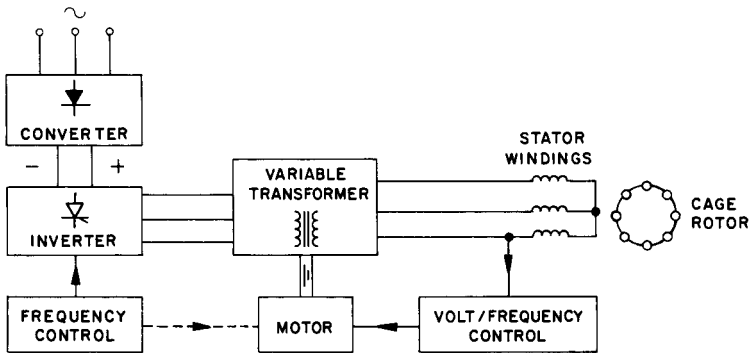 ∼
CONVERTER
− +
INVERTER
FREQUENCY
CONTROL
VARIABLE
TRANSFORMER
MOTOR
VOLT/FREQUENCY
CONTROL
STATOR
WINDINGS
CAGE
ROTOR